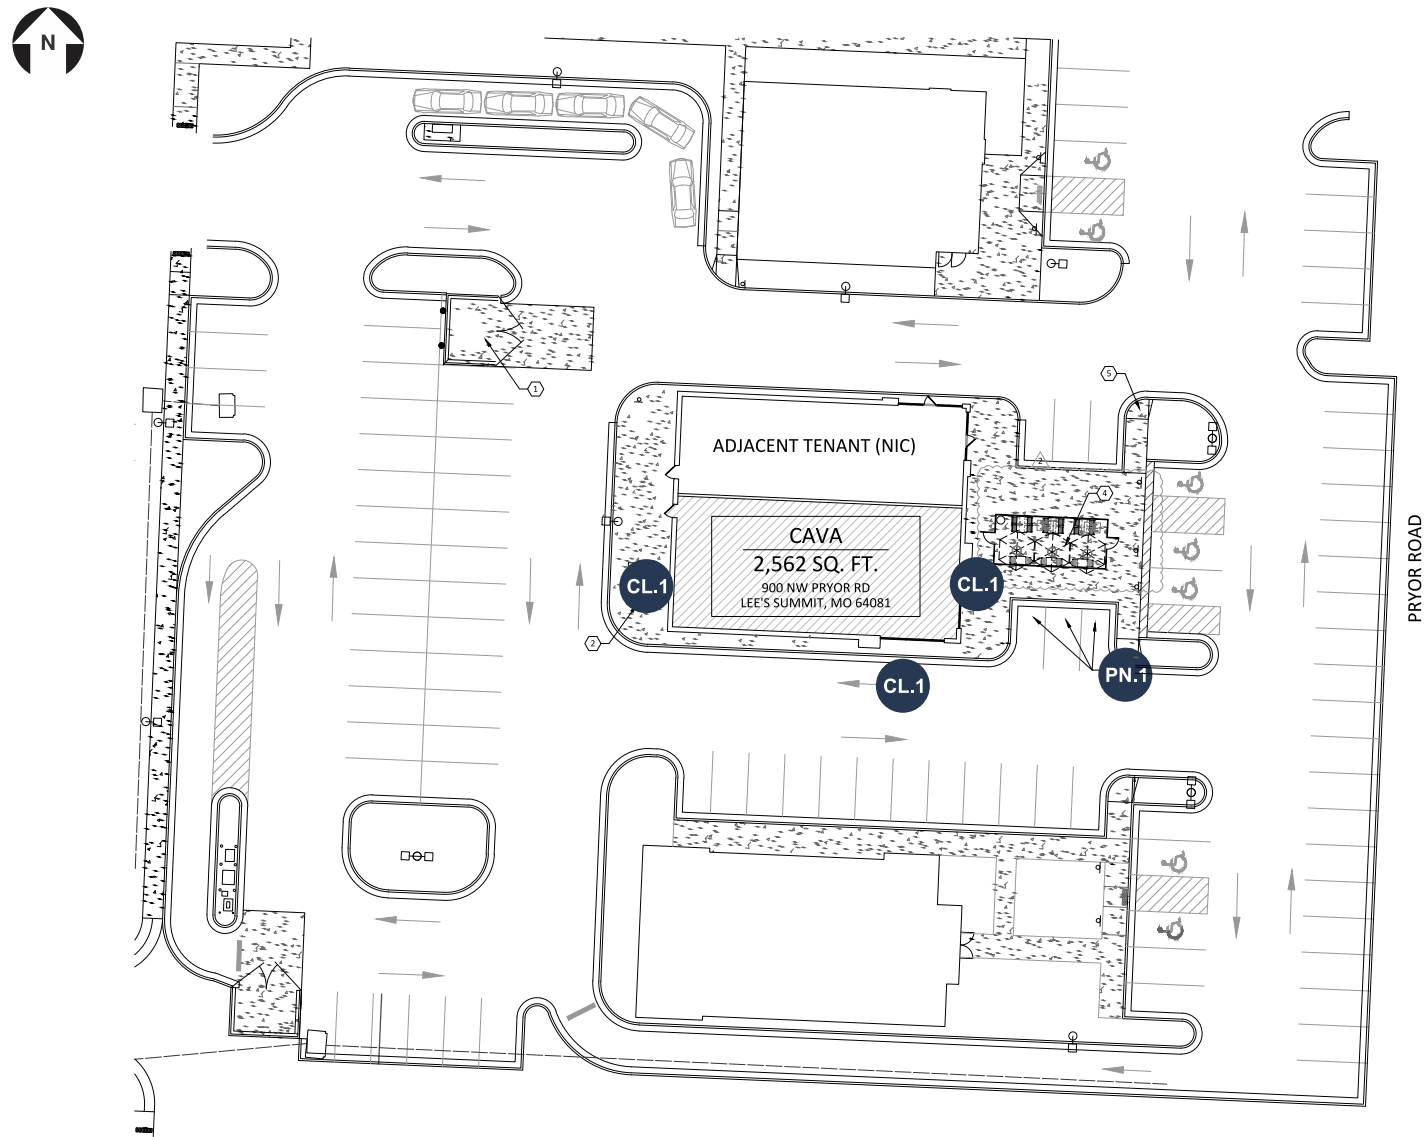 N
5
1
ADJACENT TENANT (NIC)
2
4
CAVA
2,562 SQ. FT.
900 NW PRYOR RD
LEE'S SUMMIT, MO 64081
CL.1
CL.1
2
CL.1
PN.1
PRYOR ROAD